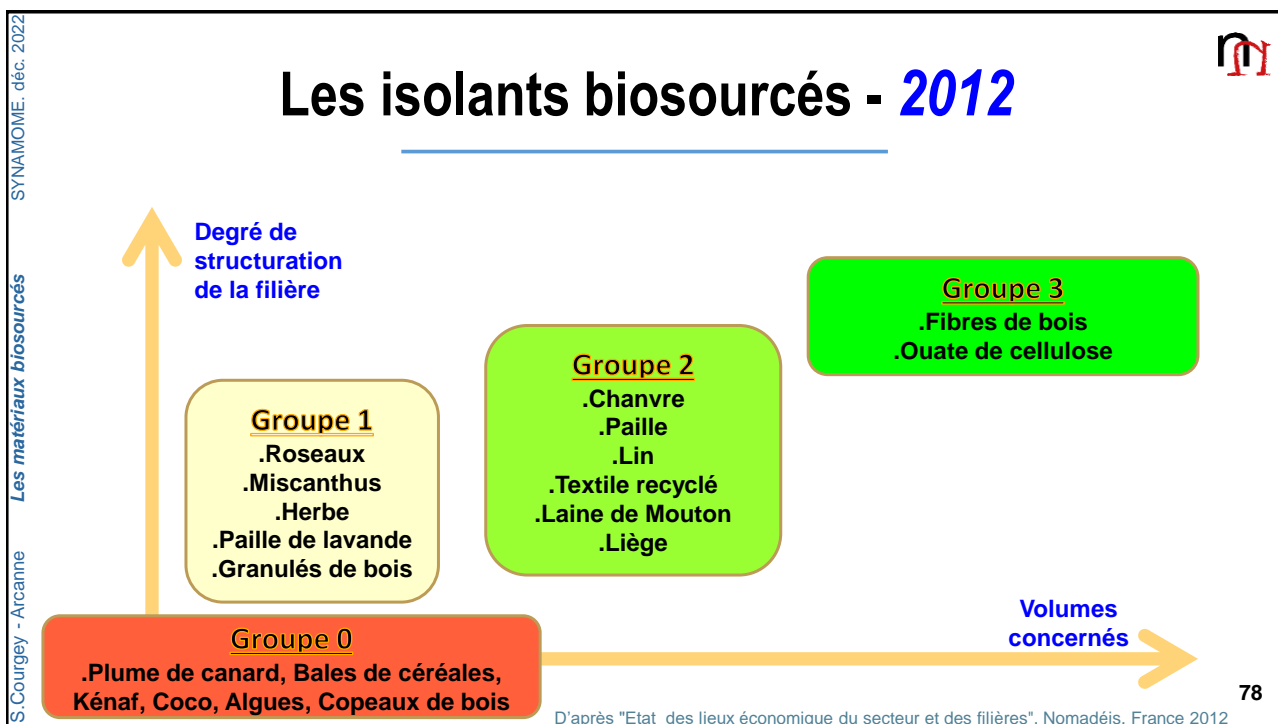 Les isolants biosourcés - 2012
SYNAMOME. déc. 2022
Les matériaux biosourcés
S.Courgey - Arcanne
Degré de
structuration
de la filière
Groupe 3
.Fibres de bois
.Ouate de cellulose
Groupe 2
.Chanvre
.Paille
.Lin
.Textile recyclé
.Laine de Mouton
.Liège
Groupe 1
.Roseaux
.Miscanthus
.Herbe
.Paille de lavande
.Granulés de bois
Volumes
concernés
Groupe 0
.Plume de canard, Bales de céréales,
Kénaf, Coco, Algues, Copeaux de bois
78
D'après "Etat des lieux économique du secteur et des filières". Nomadéis. France 2012